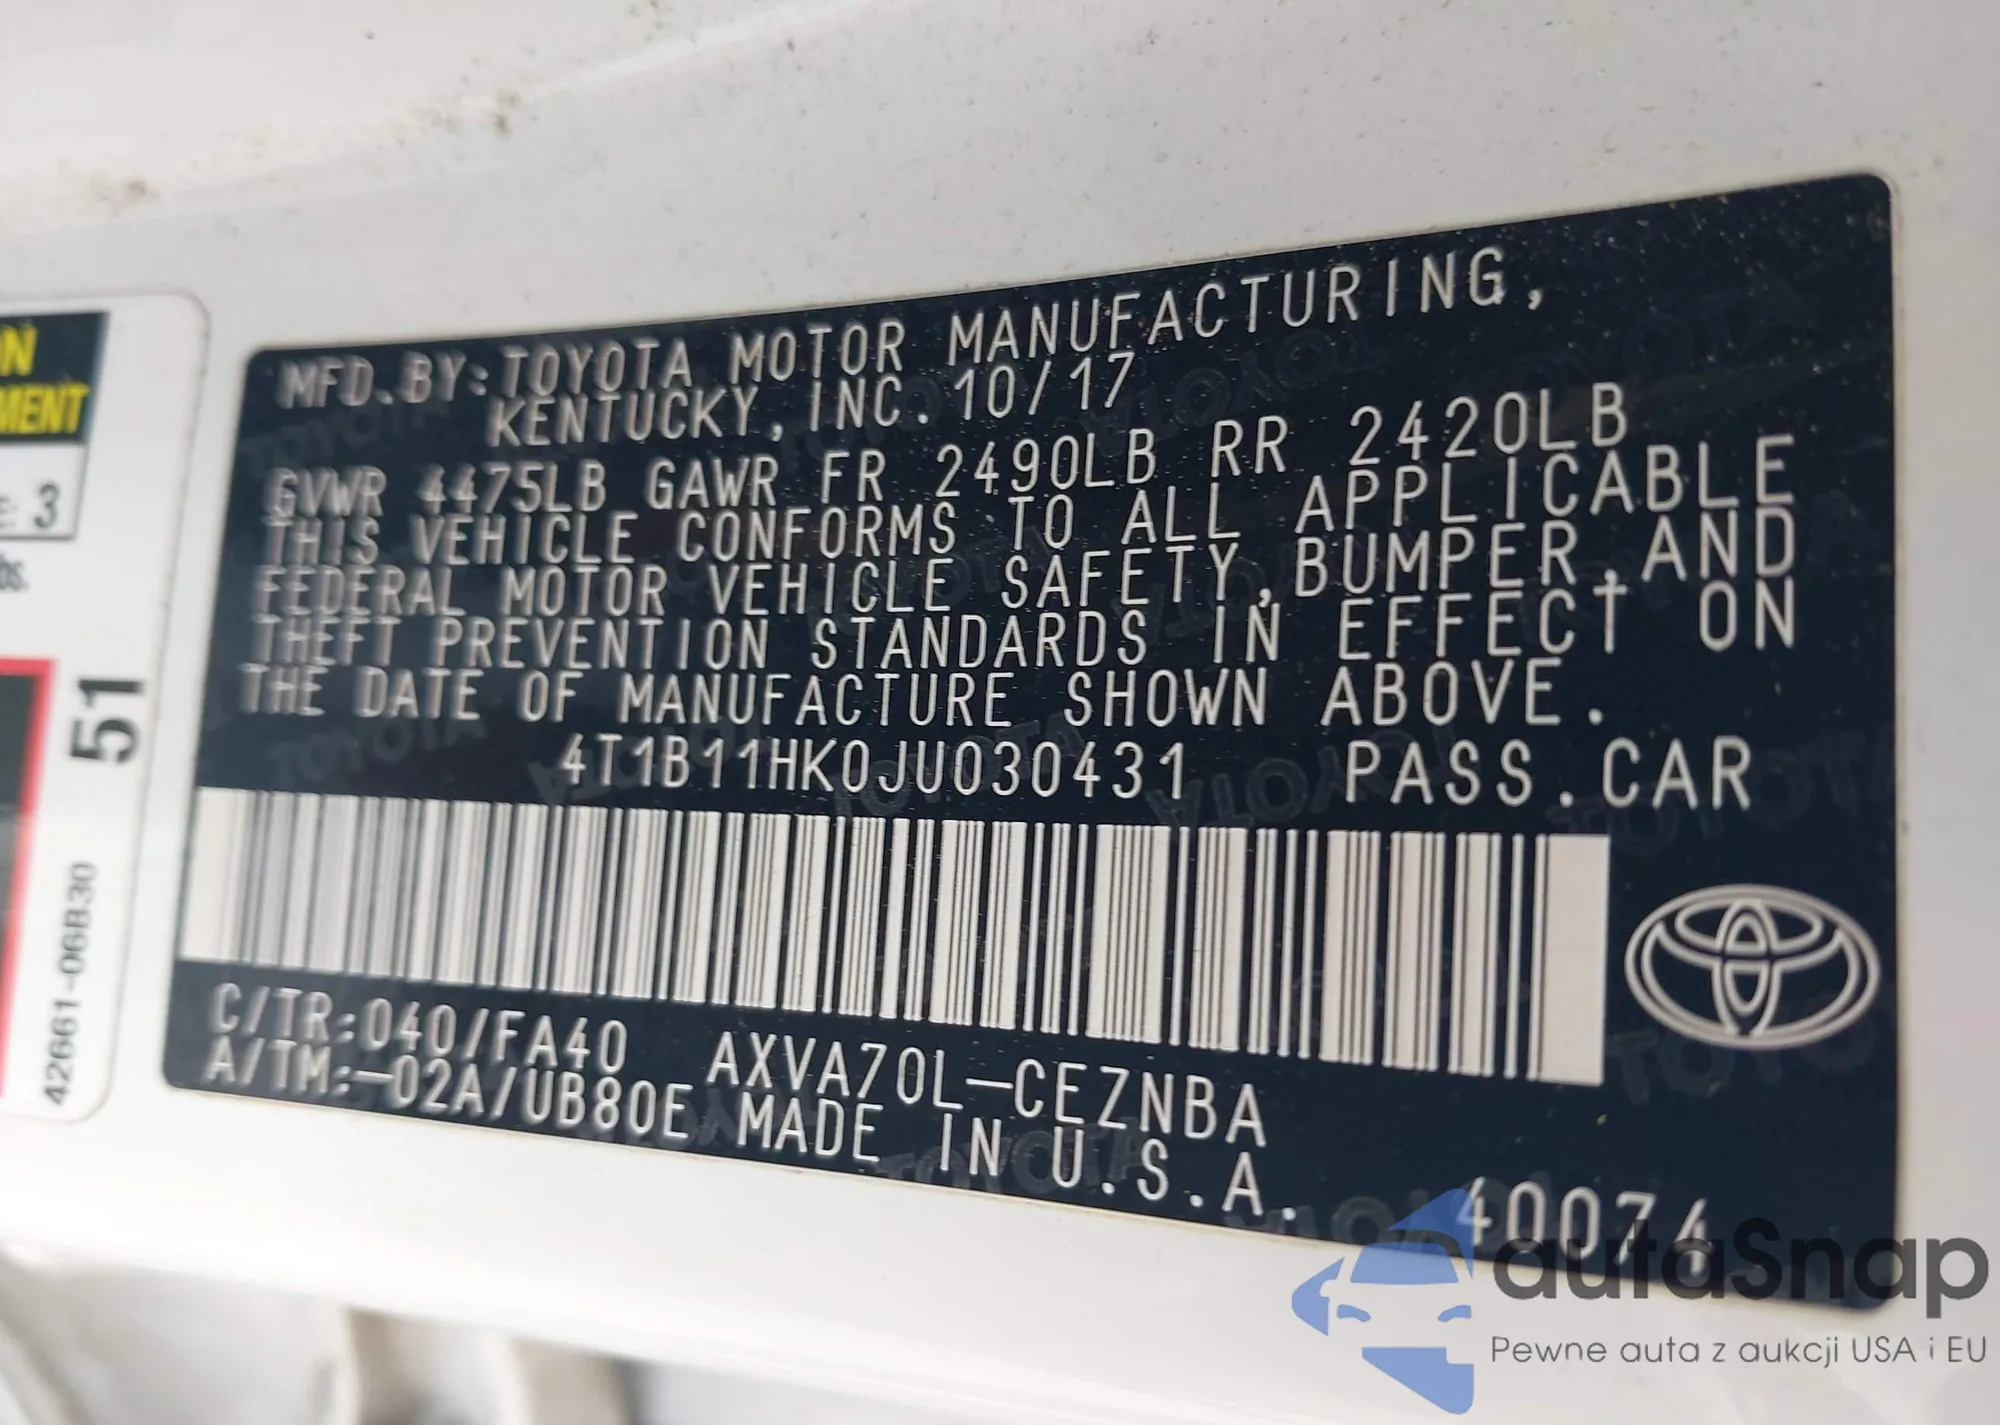 MFD.BY:TOYOTA MOTOR MANUFACTURING,
KENTUCKY, INC. 10/17
GVWR 4475LB GAWR FR 2490LB RR 2420LB
THIS VEHICLE CONFORMS TO ALL APPLICABLE
FEDERAL MOTOR VEHICLE SAFETY, BUMPER, AND
THEFT PREVENTION STANDARDS IN EFFECT ON
THE DATE OF MANUFACTURE SHOWN ABOVE.
4T1B11HK0JU030431 PASS.CAR
C/TR:040/FA40 AXVA70L-CEZNBA
A/TM:-02A/UB80E MADE IN U.S.A.
40074
MENT
3
51
42661-06B30
autaSnap
Pewne auta z aukcji USA i EU